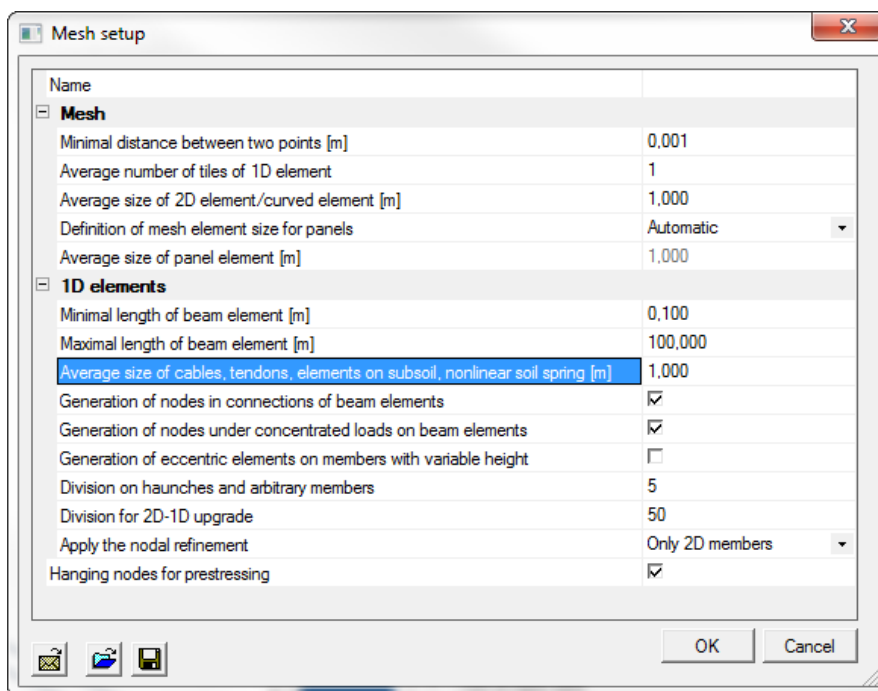 Mesh setup
Name
Mesh
Minimal distance between two points [m] 0,001
Average number of tiles of 1D element 1
Average size of 2D element/curved element [m] 1,000
Definition of mesh element size for panels Automatic
Average size of panel element [m] 1,000
1D elements
Minimal length of beam element [m] 0,100
Maximal length of beam element [m] 100,000
Average size of cables, tendons, elements on subsoil, nonlinear soil spring [m] 1,000
Generation of nodes in connections of beam elements
Generation of nodes under concentrated loads on beam elements
Generation of eccentric elements on members with variable height
Division on haunches and arbitrary members 5
Division for 2D-1D upgrade 50
Apply the nodal refinement Only 2D members
Hanging nodes for prestressing
OK Cancel